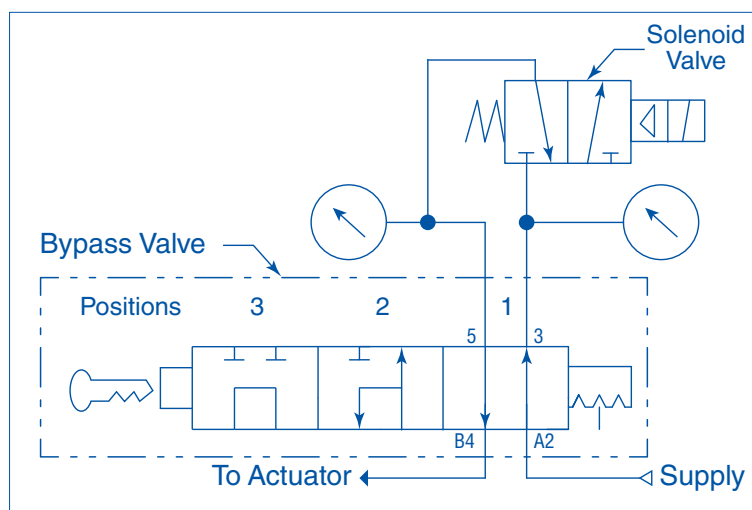 Solenoid
Valve
Bypass Valve
Positions 3 2 1
5 3
B4 A2
To Actuator Supply